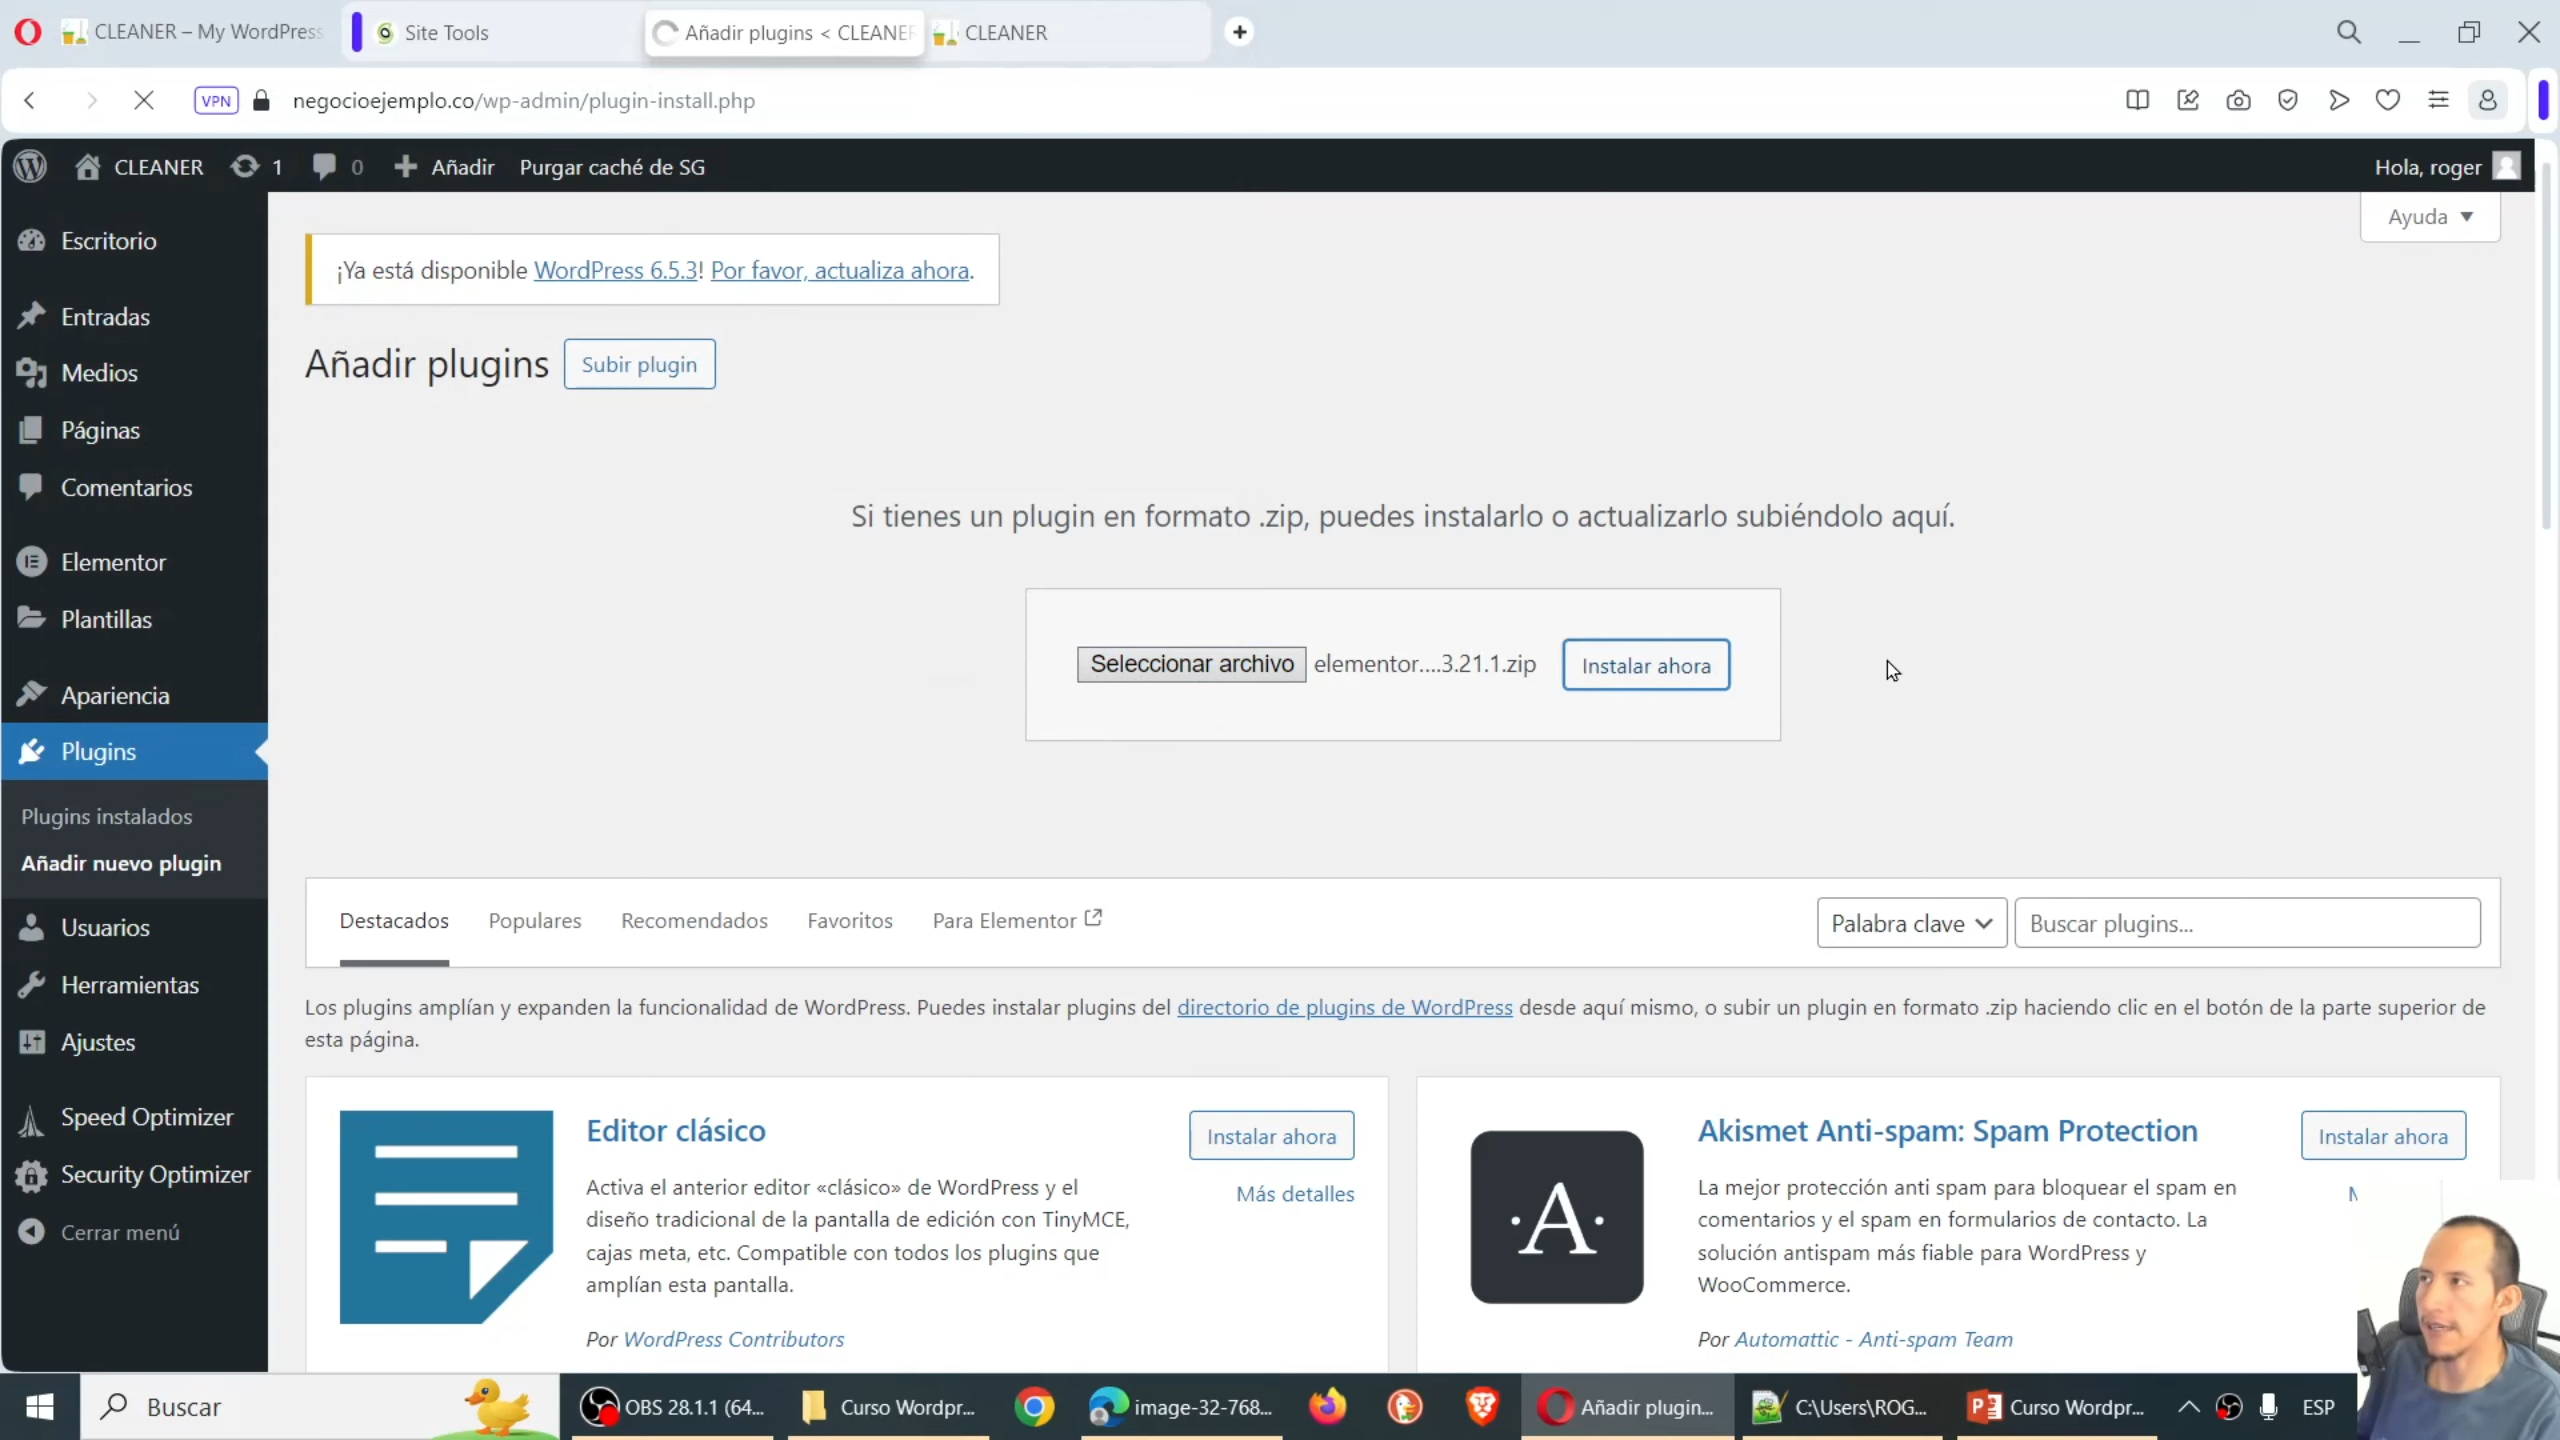 CLEANER – My WordPress
Site Tools
Añadir plugins < CLEANER
CLEANER
VPN
negocioejemplo.co/wp-admin/plugin-install.php
CLEANER
1
0
Añadir
Purgar caché de SG
Hola, roger
Ayuda
Escritorio
Entradas
Medios
Páginas
Comentarios
Elementor
Plantillas
Apariencia
Plugins
Plugins instalados
Añadir nuevo plugin
Usuarios
Herramientas
Ajustes
Speed Optimizer
Security Optimizer
Cerrar menú
¡Ya está disponible WordPress 6.5.3! Por favor, actualiza ahora.
Añadir plugins
Subir plugin
Si tienes un plugin en formato .zip, puedes instalarlo o actualizarlo subiéndolo aquí.
Seleccionar archivo
elementor....3.21.1.zip
Instalar ahora
Destacados
Populares
Recomendados
Favoritos
Para Elementor
Palabra clave
Buscar plugins...
Los plugins amplían y expanden la funcionalidad de WordPress. Puedes instalar plugins del directorio de plugins de WordPress desde aquí mismo, o subir un plugin en formato .zip haciendo clic en el botón de la parte superior de
esta página.
Editor clásico
Instalar ahora
Más detalles
Activa el anterior editor «clásico» de WordPress y el
diseño tradicional de la pantalla de edición con TinyMCE,
cajas meta, etc. Compatible con todos los plugins que
amplían esta pantalla.
Por WordPress Contributors
·A·
Akismet Anti-spam: Spam Protection
Instalar ahora
La mejor protección anti spam para bloquear el spam en
comentarios y el spam en formularios de contacto. La
solución antispam más fiable para WordPress y
WooCommerce.
Por Automattic - Anti-spam Team
Buscar
OBS 28.1.1 (64...
Curso Wordpr...
image-32-768...
Añadir plugin...
C:\Users\ROG...
Curso Wordpr...
ESP